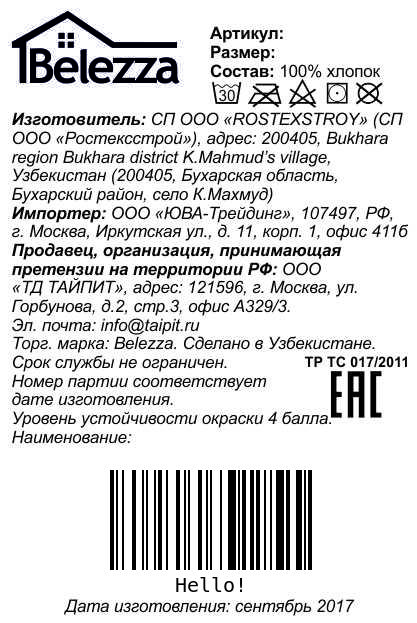 Belezza
Артикул:
Размер:
Состав: 100% хлопок
30
Изготовитель: СП ООО «ROSTEXSTROY» (СП
ООО «Ростексстрой»), адрес: 200405, Bukhara
region Bukhara district K.Mahmud's village,
Узбекистан (200405, Бухарская область,
Бухарский район, село К.Махмуд)
Импортер: ООО «ЮВА-Трейдинг», 107497, РФ,
г. Москва, Иркутская ул., д. 11, корп. 1, офис 411б
Продавец, организация, принимающая
претензии на территории РФ: ООО
«ТД ТАЙПИТ», адрес: 121596, г. Москва, ул.
Горбунова, д.2, стр.3, офис А329/3.
Эл. почта: info@taipit.ru
Торг. марка: Belezza. Сделано в Узбекистане.
Срок службы не ограничен.
ТР ТС 017/2011
Номер партии соответствует
дате изготовления.
EAC
Уровень устойчивости окраски 4 балла.
Наименование:
Hello!
Дата изготовления: сентябрь 2017